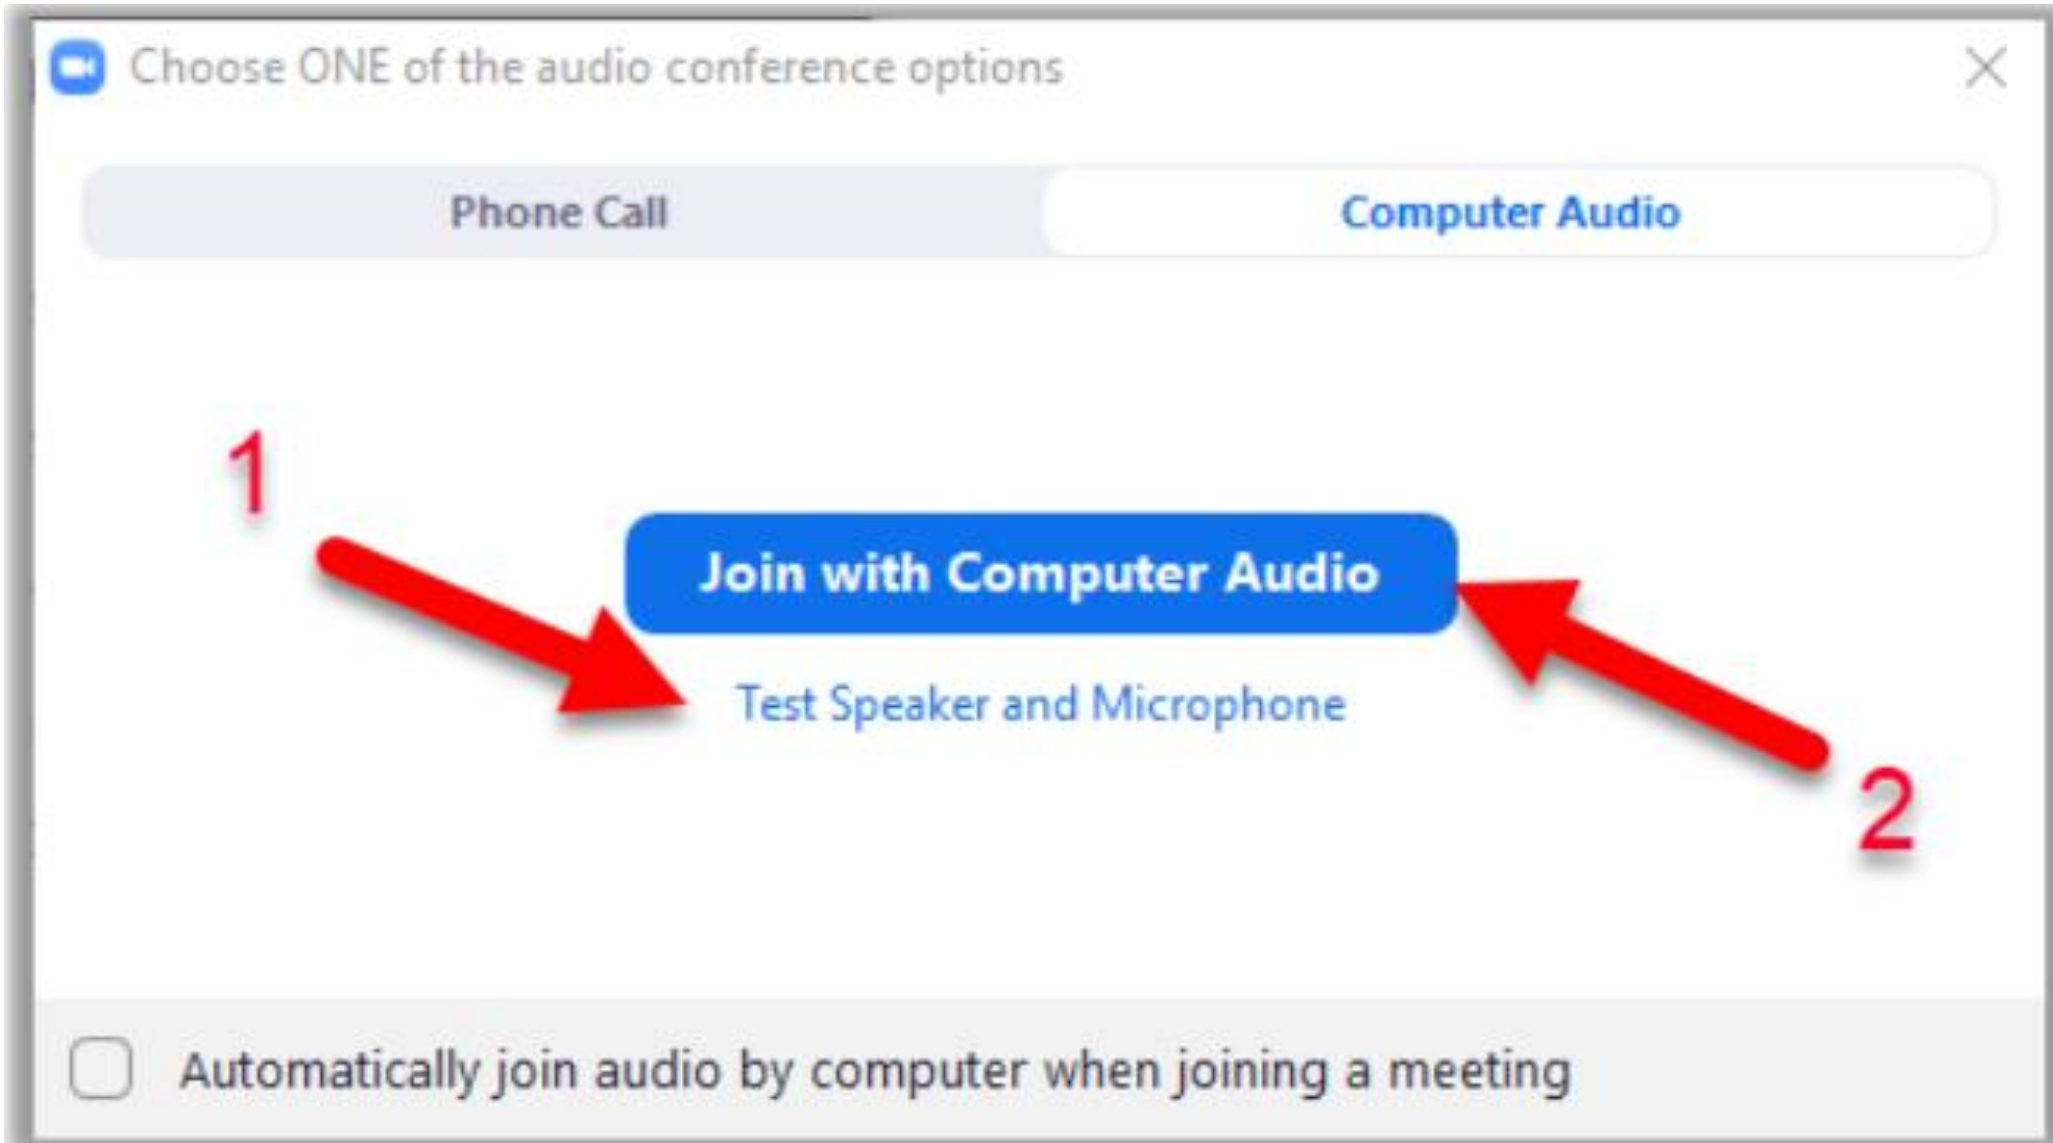 Choose ONE of the audio conference options
Phone Call
Computer Audio
1
Join with Computer Audio
Test Speaker and Microphone
2
Automatically join audio by computer when joining a meeting